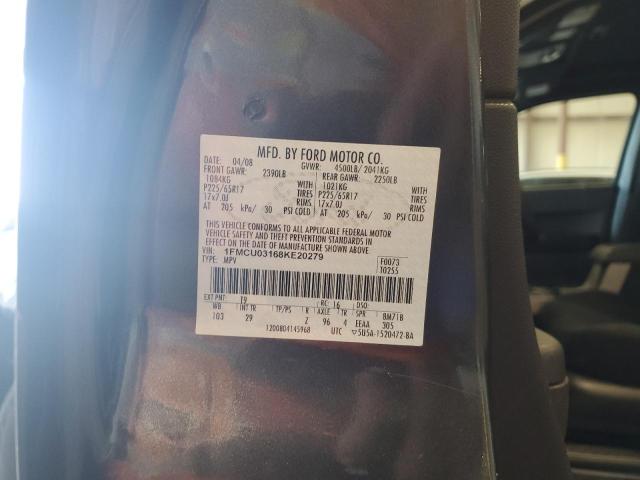 MFD. BY FORD MOTOR CO.
DATE: 04/08 GVWR: 4500LB/ 2041KG
FRONT GAWR: 2390LB REAR GAWR: 2250LB
1084KG WITH 1021KG WITH
P225/65R17 TIRES P225/65R17 TIRES
17x7.0J RIMS 17x7.0J RIMS
AT 205 kPa/ 30 PSI COLD AT 205 kPa/ 30 PSI COLD
THIS VEHICLE CONFORMS TO ALL APPLICABLE FEDERAL MOTOR
VEHICLE SAFETY AND THEFT PREVENTION STANDARDS IN
EFFECT ON THE DATE OF MANUFACTURE SHOWN ABOVE.
VIN: 1FMCU03168KE20279 F0073
TYPE: MPV 10255
EXT PNT: T9 RC: 16 DSO:
WB INT TR TP/PS R AXLE TR SPR BM71B
103 29 Z 96 4 EEAA 305
1200804145968 UTC ▽5U5A-1520472-BA